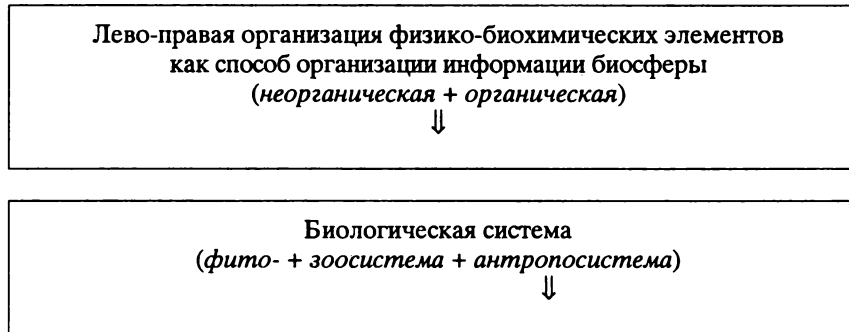 Лево-правая организация физико-биохимических элементов
как способ организации информации биосферы
(неорганическая + органическая)
⇓
Биологическая система
(фито- + зоосистема + антропосистема)
⇓